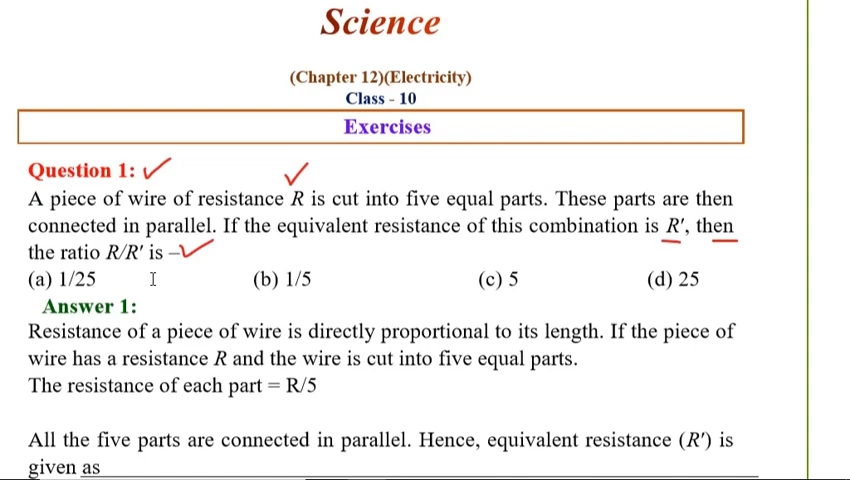 Science
(Chapter 12)(Electricity)
Class - 10
Exercises
Question 1:
A piece of wire of resistance R is cut into five equal parts. These parts are then
connected in parallel. If the equivalent resistance of this combination is R′, then
the ratio R/R′ is –
(a) 1/25 (b) 1/5 (c) 5 (d) 25
Answer 1:
Resistance of a piece of wire is directly proportional to its length. If the piece of
wire has a resistance R and the wire is cut into five equal parts.
The resistance of each part = R/5
All the five parts are connected in parallel. Hence, equivalent resistance (R′) is
given as